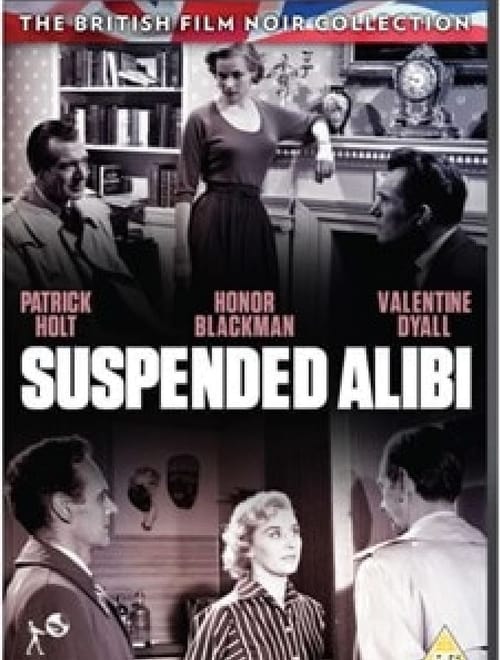 THE BRITISH FILM NOIR COLLECTION
PATRICK HOLT
HONOR BLACKMAN
VALENTINE DYALL
SUSPENDED ALIBI